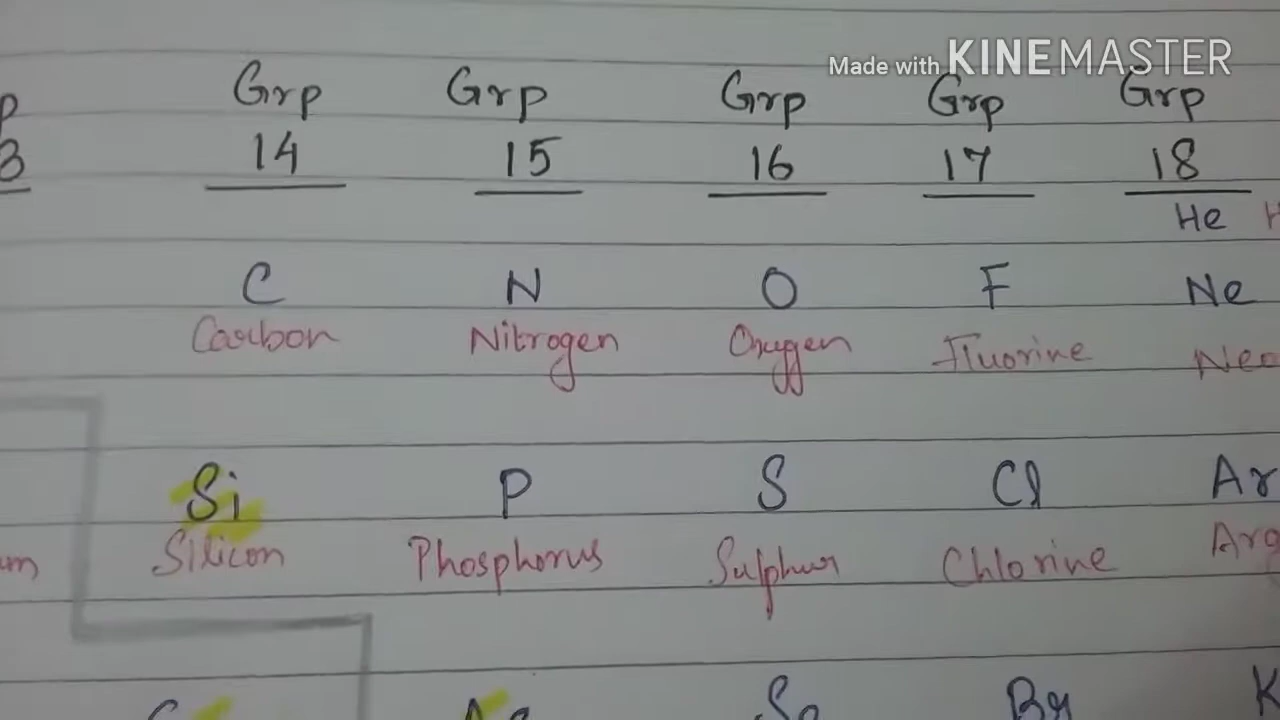 Made with KINEMASTER
Grp Grp Grp Grp Grp
14 15 16 17 18
He
C N O F Ne
Carbon Nitrogen Oxygen Fluorine
Si P S Cl Ar
Silicon Phosphorus Sulphur Chlorine
Se Br